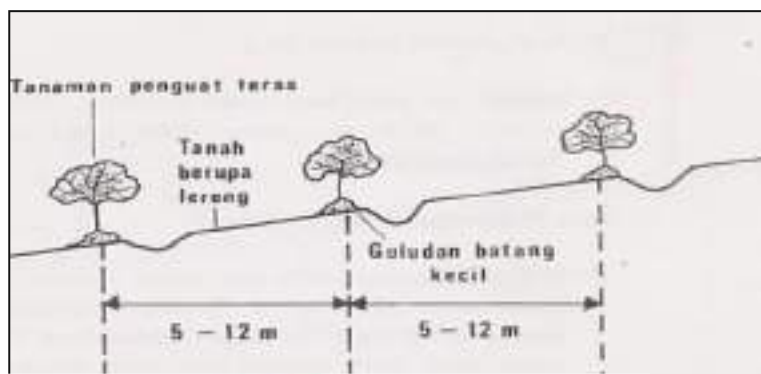 Tanaman penguat teras
Tanah
berupa
lereng
Guludan batang
kecil
5 – 12 m
5 – 12 m